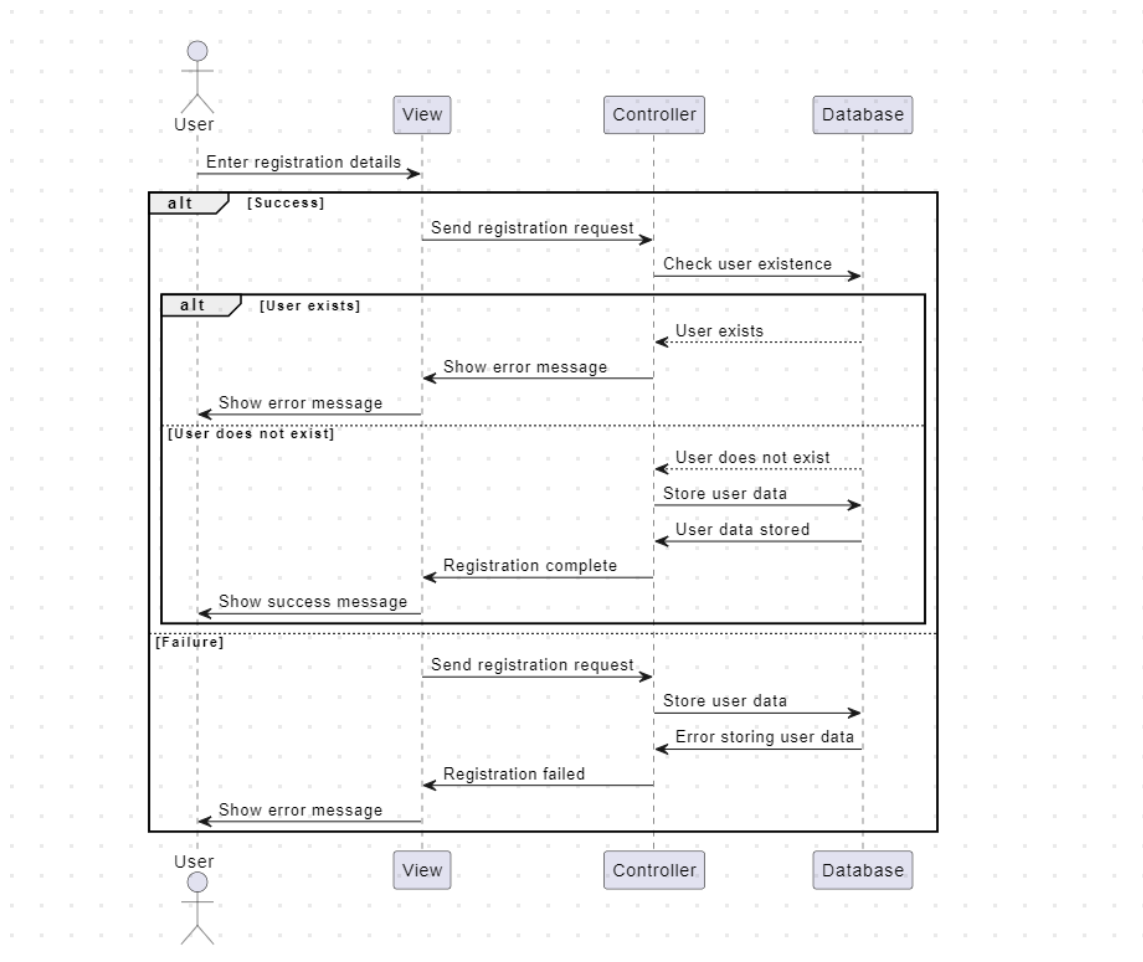 User
View
Controller
Database
Enter registration details
alt
[Success]
Send registration request
Check user existence
alt
[User exists]
User exists
Show error message
Show error message
[User does not exist]
User does not exist
Store user data
User data stored
Registration complete
Show success message
[Failure]
Send registration request
Store user data
Error storing user data
Registration failed
Show error message
User
View
Controller
Database